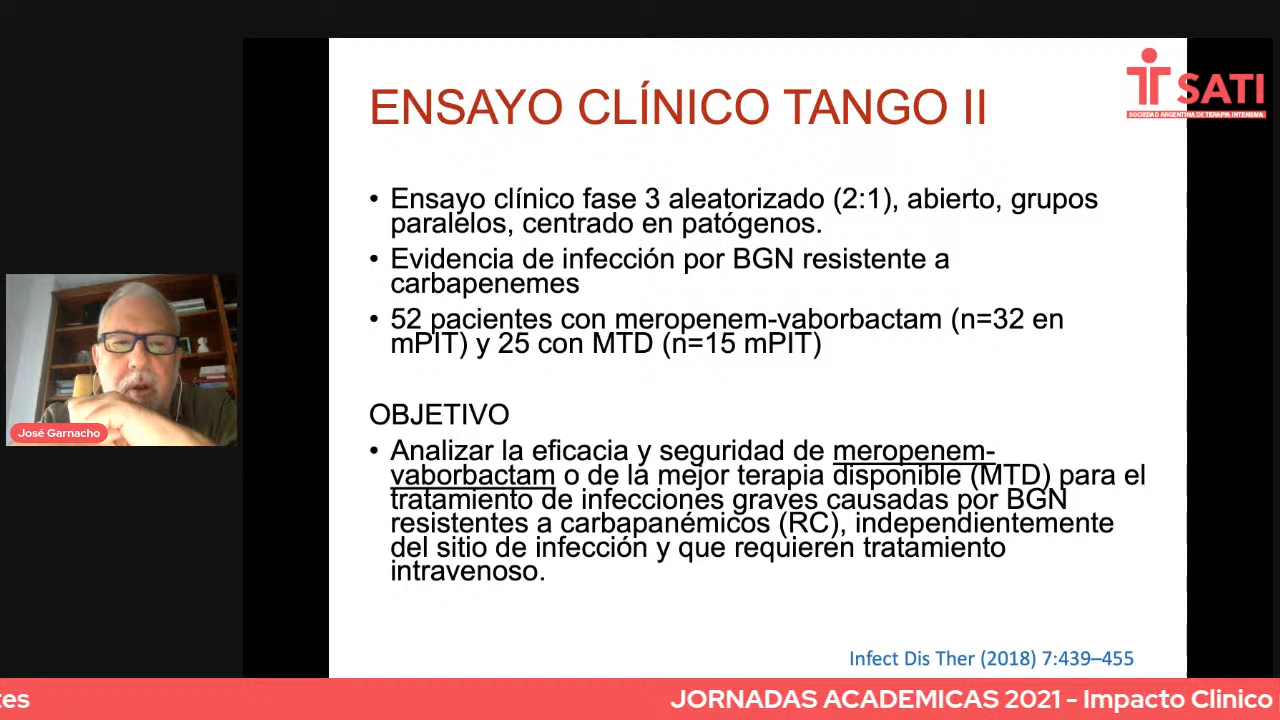 ENSAYO CLÍNICO TANGO II
SATI
SOCIEDAD ARGENTINA DE TERAPIA INTENSIVA
• Ensayo clínico fase 3 aleatorizado (2:1), abierto, grupos
paralelos, centrado en patógenos.
• Evidencia de infección por BGN resistente a
carbapenemes
• 52 pacientes con meropenem-vaborbactam (n=32 en
mPIT) y 25 con MTD (n=15 mPIT)
José Garnacho
OBJETIVO
• Analizar la eficacia y seguridad de meropenem-
vaborbactam o de la mejor terapia disponible (MTD) para el
tratamiento de infecciones graves causadas por BGN
resistentes a carbapanémicos (RC), independientemente
del sitio de infección y que requieren tratamiento
intravenoso.
Infect Dis Ther (2018) 7:439–455
tes
JORNADAS ACADEMICAS 2021 - Impacto Clinico